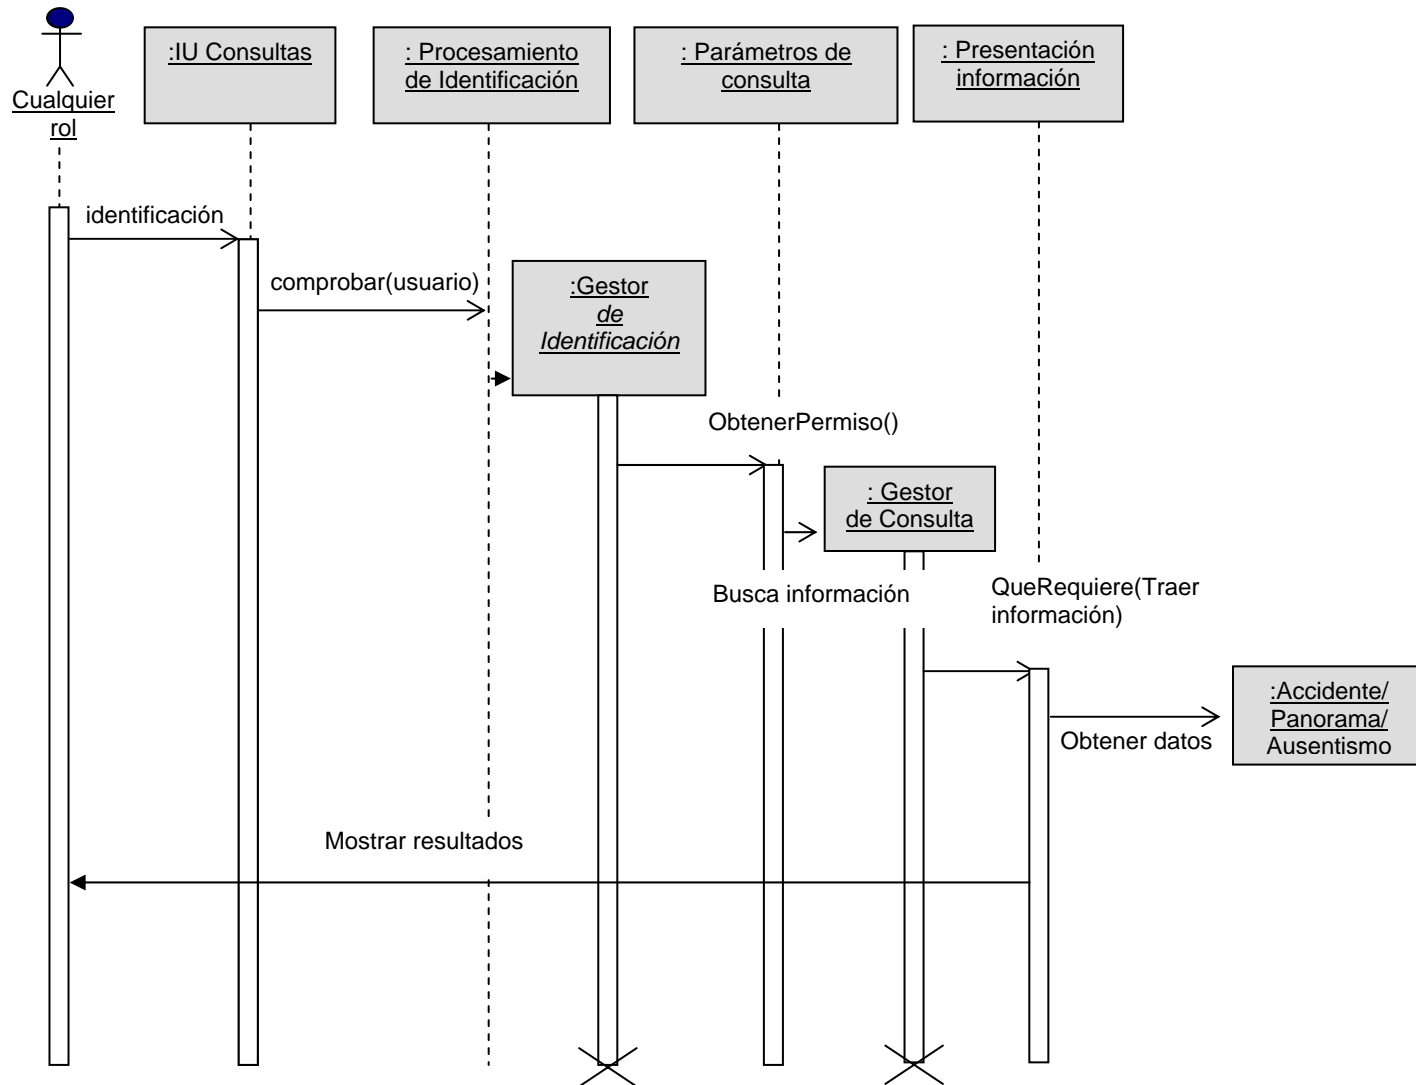 Cualquier
rol
:IU Consultas
: Procesamiento
de Identificación
: Parámetros de
consulta
: Presentación
información
identificación
comprobar(usuario)
:Gestor
de
Identificación
ObtenerPermiso()
: Gestor
de Consulta
Busca información
QueRequiere(Traer
información)
:Accidente/
Panorama/
Ausentismo
Obtener datos
Mostrar resultados